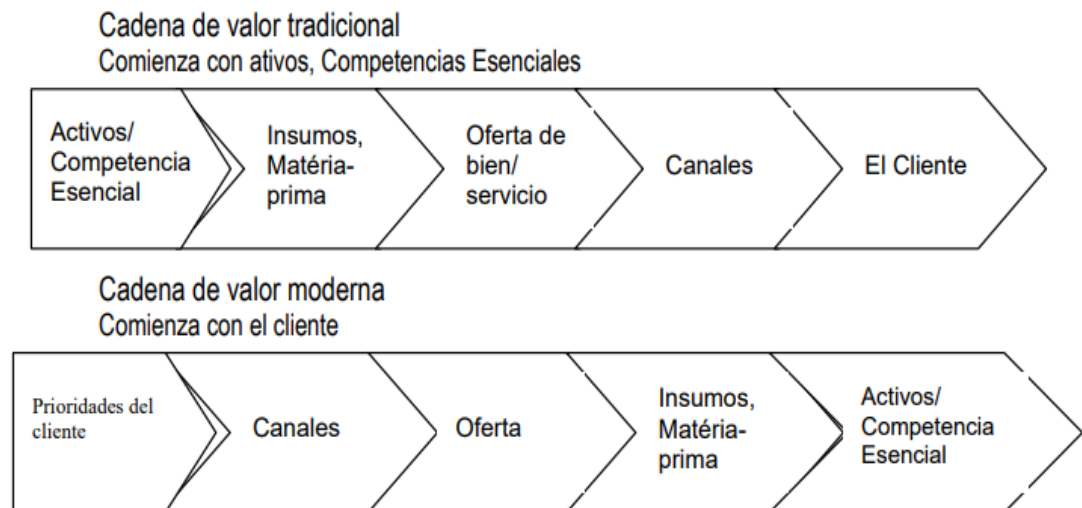 Cadena de valor tradicional
Comienza con ativos, Competencias Esenciales
Activos/
Competencia
Esencial
Insumos,
Matéria-
prima
Oferta de
bien/
servicio
Canales
El Cliente
Cadena de valor moderna
Comienza con el cliente
Prioridades del
cliente
Canales
Oferta
Insumos,
Matéria-
prima
Activos/
Competencia
Esencial